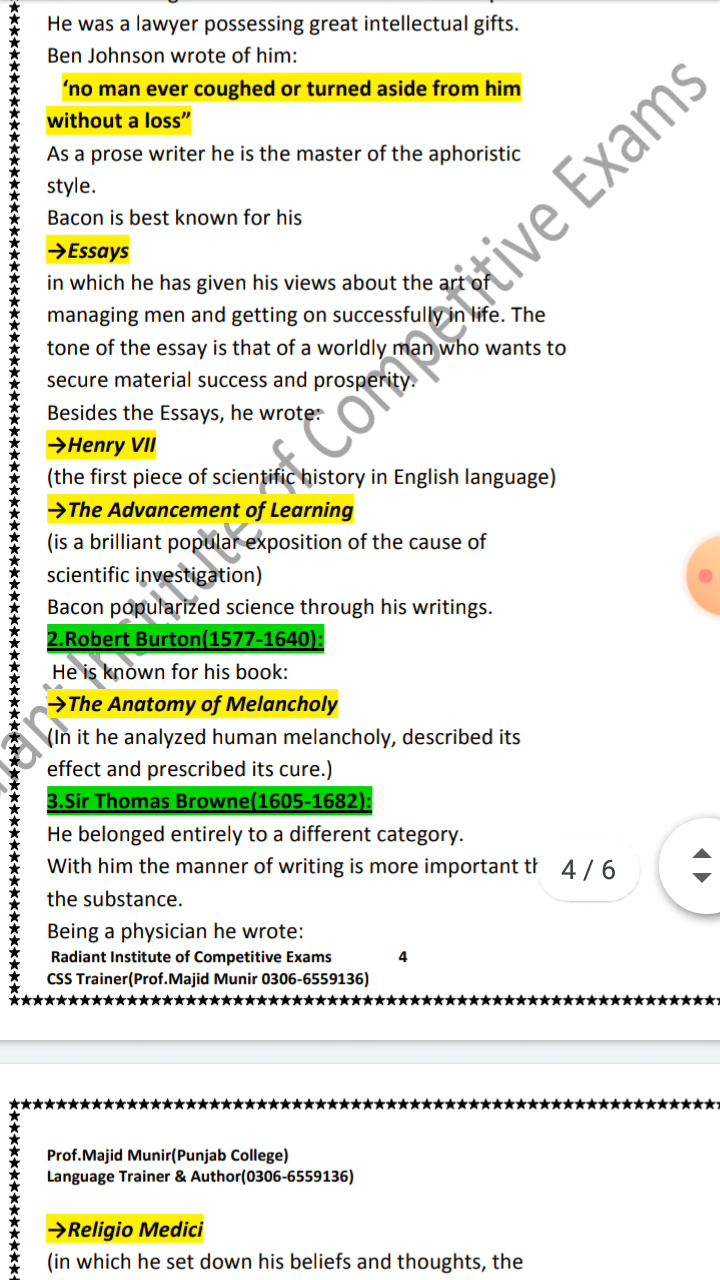 He was a lawyer possessing great intellectual gifts.
Ben Johnson wrote of him:
‘no man ever coughed or turned aside from him
without a loss”
As a prose writer he is the master of the aphoristic
style.
Bacon is best known for his
→Essays
in which he has given his views about the art of
managing men and getting on successfully in life. The
tone of the essay is that of a worldly man who wants to
secure material success and prosperity.
Besides the Essays, he wrote:
→Henry VII
(the first piece of scientific history in English language)
→The Advancement of Learning
(is a brilliant popular exposition of the cause of
scientific investigation)
Bacon popularized science through his writings.
2.Robert Burton(1577-1640):
He is known for his book:
→The Anatomy of Melancholy
(In it he analyzed human melancholy, described its
effect and prescribed its cure.)
3.Sir Thomas Browne(1605-1682):
He belonged entirely to a different category.
With him the manner of writing is more important
4 / 6
the substance.
Being a physician he wrote:
Radiant Institute of Competitive Exams 4
CSS Trainer(Prof.Majid Munir 0306-6559136)
Prof.Majid Munir(Punjab College)
Language Trainer & Author(0306-6559136)
→Religio Medici
(in which he set down his beliefs and thoughts, the
Institute of Competitive Exams